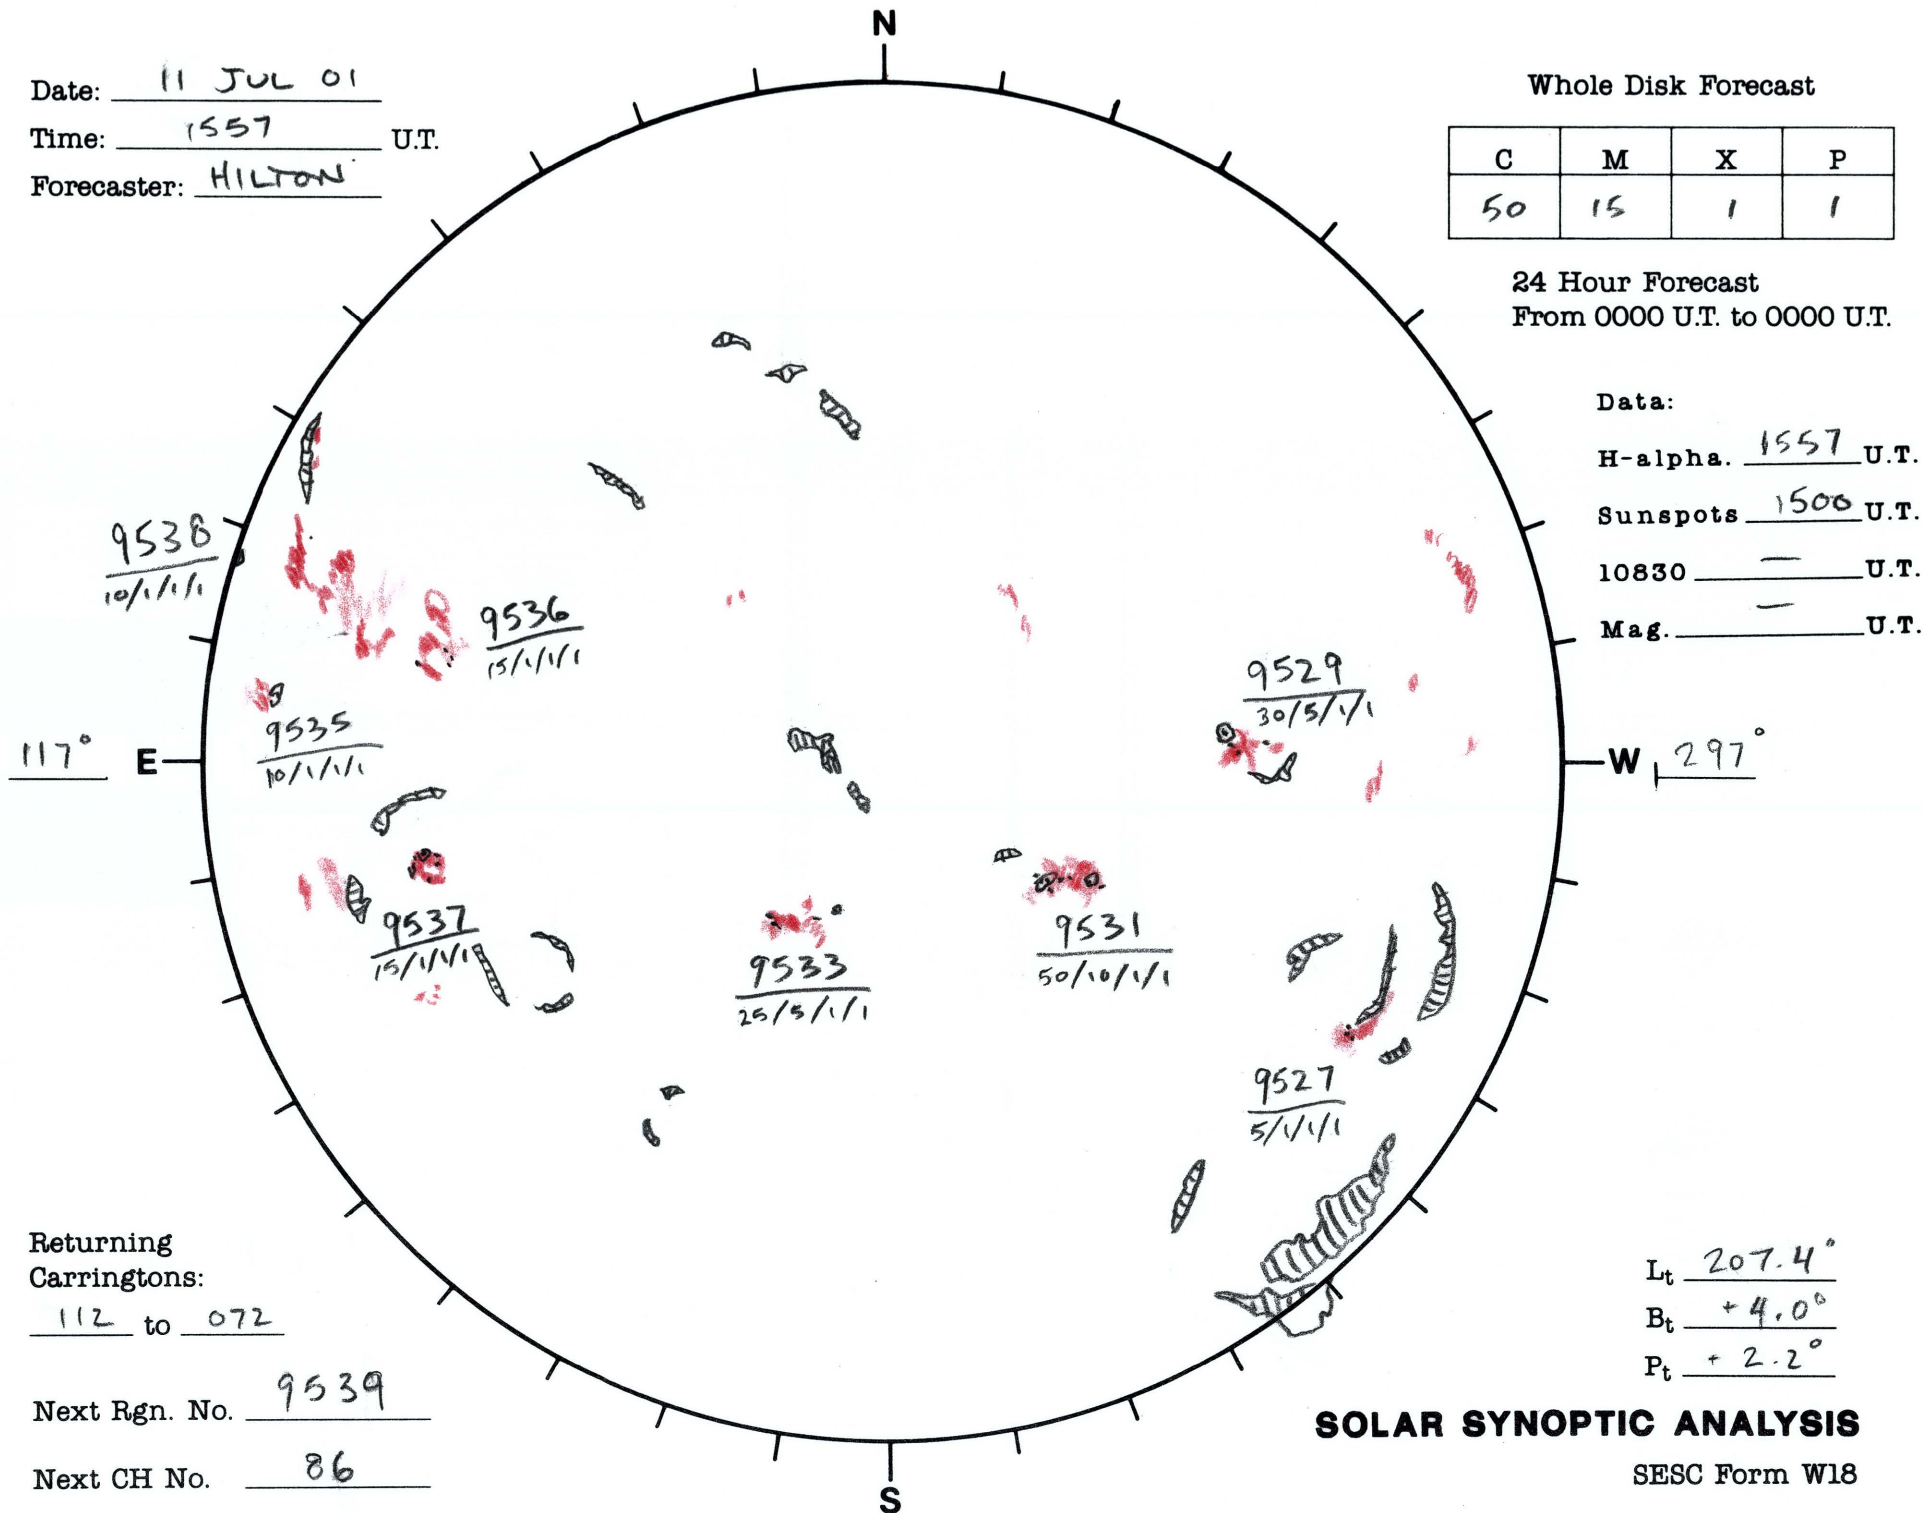 N
Date: 11 JUL 01
Time: 1557 U.T.
Forecaster: HILTON
Whole Disk Forecast
C M X P
50 15 1 1
24 Hour Forecast
From 0000 U.T. to 0000 U.T.
Data:
H-alpha. 1557 U.T.
Sunspots 1500 U.T.
10830 — U.T.
Mag. — U.T.
9538
10/1/1/1
9536
15/1/1/1
9529
30/5/1/1
9535
10/1/1/1
117° E
W 297°
9537
15/1/1/1
9533
25/5/1/1
9531
50/10/1/1
9527
5/1/1/1
Returning
Carringtons:
112 to 072
Next Rgn. No. 9539
Next CH No. 86
Lt 207.4°
Bt +4.0°
Pt +2.2°
SOLAR SYNOPTIC ANALYSIS
SESC Form W18
S